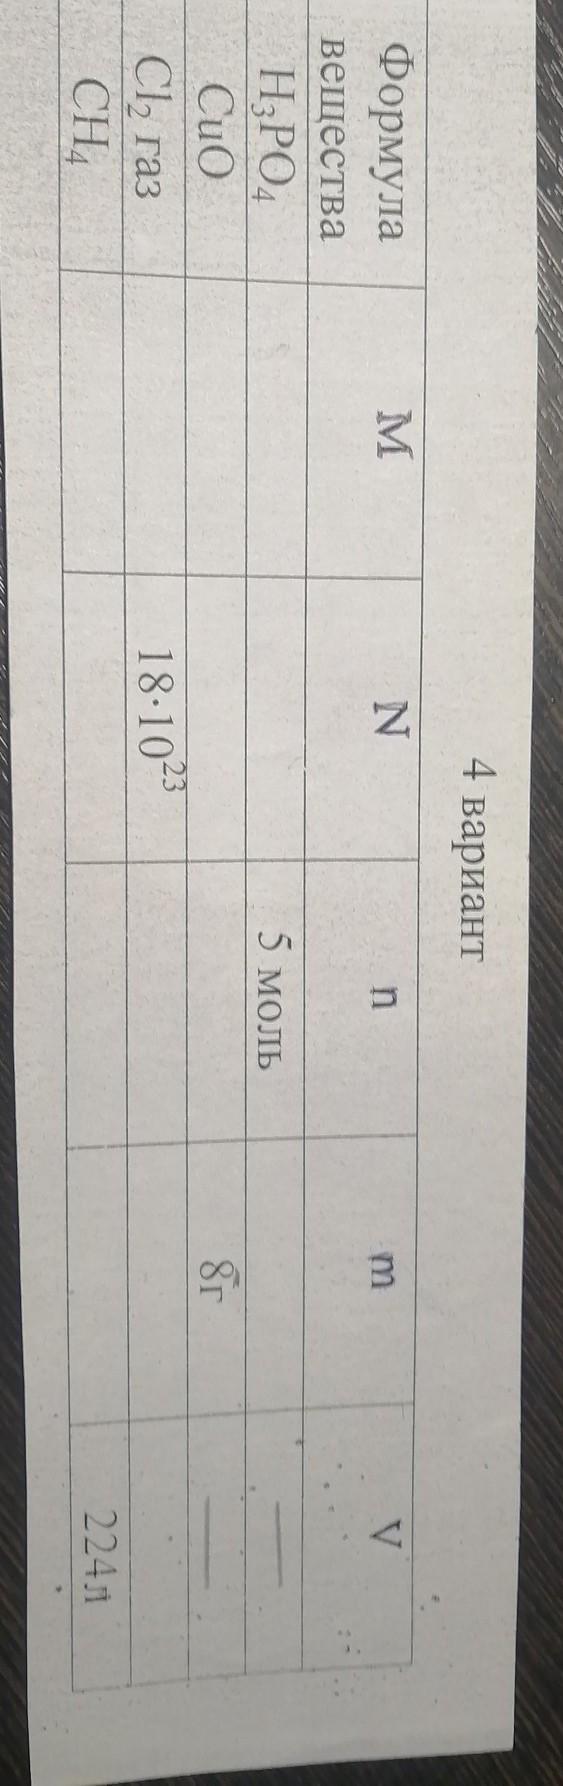 4 вариант
Формула вещества M N n m V
H₃PO₄ 5 моль —
CuO 8г —
Cl₂ газ 18·10²³
CH₄ 224л